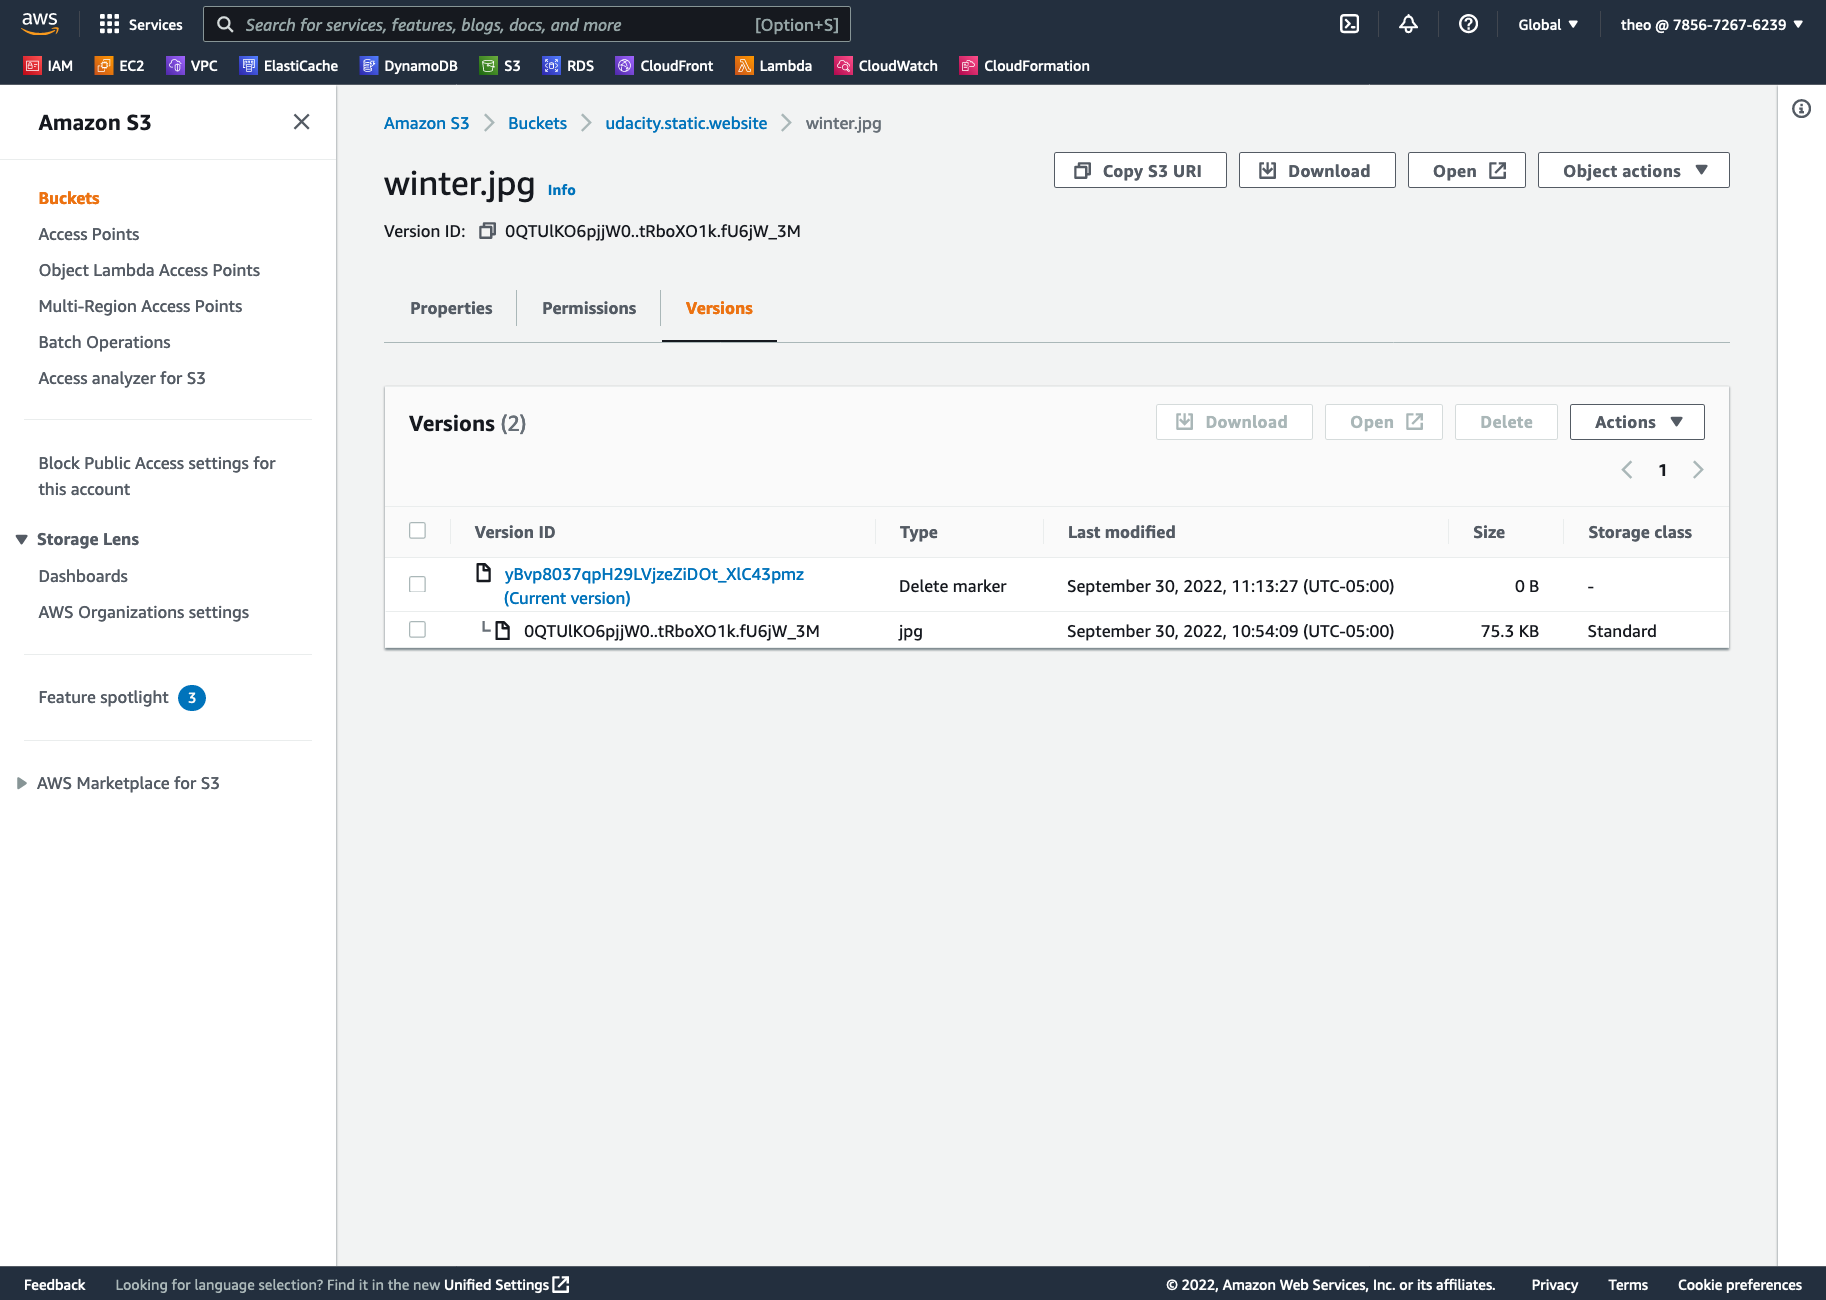 aws
Services
Search for services, features, blogs, docs, and more
[Option+S]
Global
theo @ 7856-7267-6239
IAM
EC2
VPC
ElastiCache
DynamoDB
S3
RDS
CloudFront
Lambda
CloudWatch
CloudFormation
Amazon S3
Buckets
Access Points
Object Lambda Access Points
Multi-Region Access Points
Batch Operations
Access analyzer for S3
Block Public Access settings for
this account
Storage Lens
Dashboards
AWS Organizations settings
Feature spotlight 3
AWS Marketplace for S3
Amazon S3 > Buckets > udacity.static.website > winter.jpg
winter.jpg Info
Copy S3 URI
Download
Open
Object actions
Version ID: 0QTUlKO6pjjW0..tRboXO1k.fU6jW_3M
Properties
Permissions
Versions
Versions (2)
Download
Open
Delete
Actions
1
Version ID
Type
Last modified
Size
Storage class
yBvp8037qpH29LVjzeZiDOt_XlC43pmz
(Current version)
Delete marker
September 30, 2022, 11:13:27 (UTC-05:00)
0 B
-
0QTUlKO6pjjW0..tRboXO1k.fU6jW_3M
jpg
September 30, 2022, 10:54:09 (UTC-05:00)
75.3 KB
Standard
Feedback
Looking for language selection? Find it in the new Unified Settings
© 2022, Amazon Web Services, Inc. or its affiliates.
Privacy
Terms
Cookie preferences